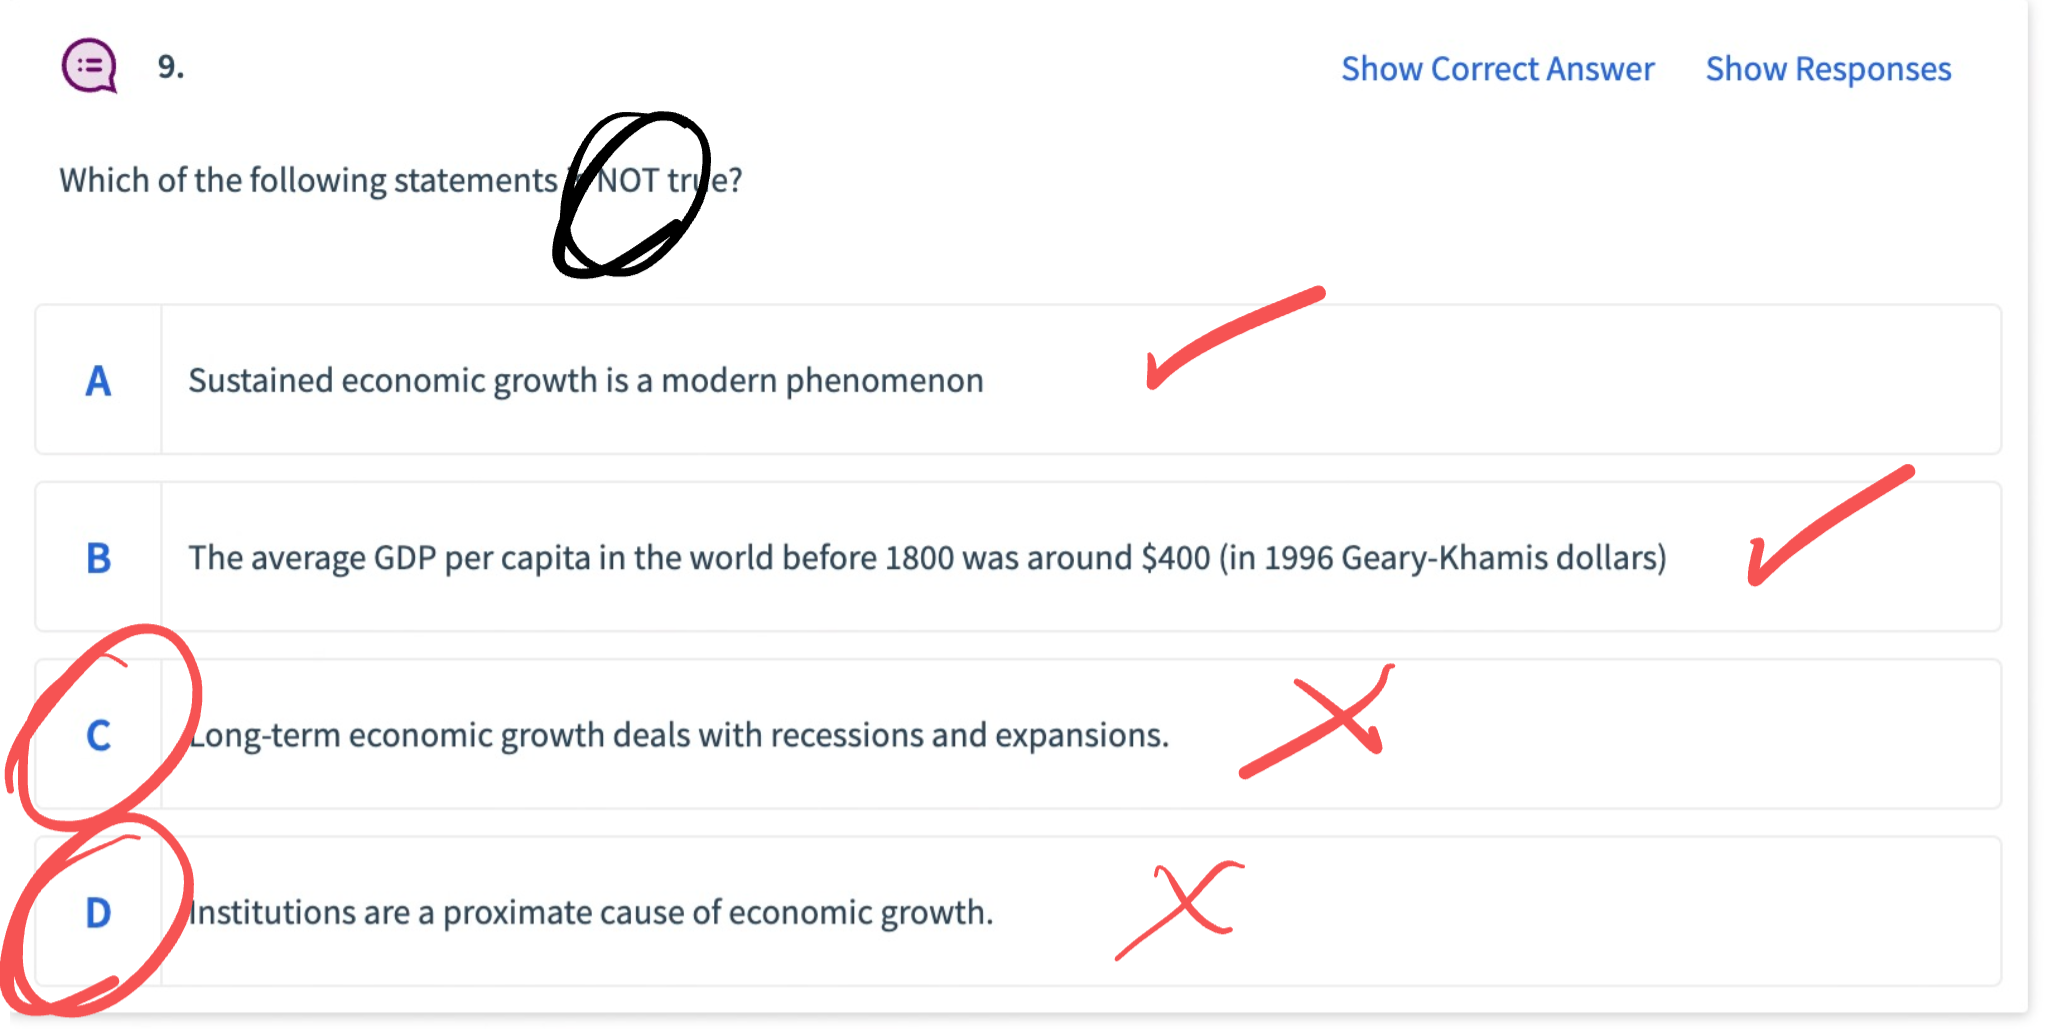 9.
Show Correct Answer Show Responses
Which of the following statements is NOT true?
A Sustained economic growth is a modern phenomenon
B The average GDP per capita in the world before 1800 was around $400 (in 1996 Geary-Khamis dollars)
C Long-term economic growth deals with recessions and expansions.
D Institutions are a proximate cause of economic growth.